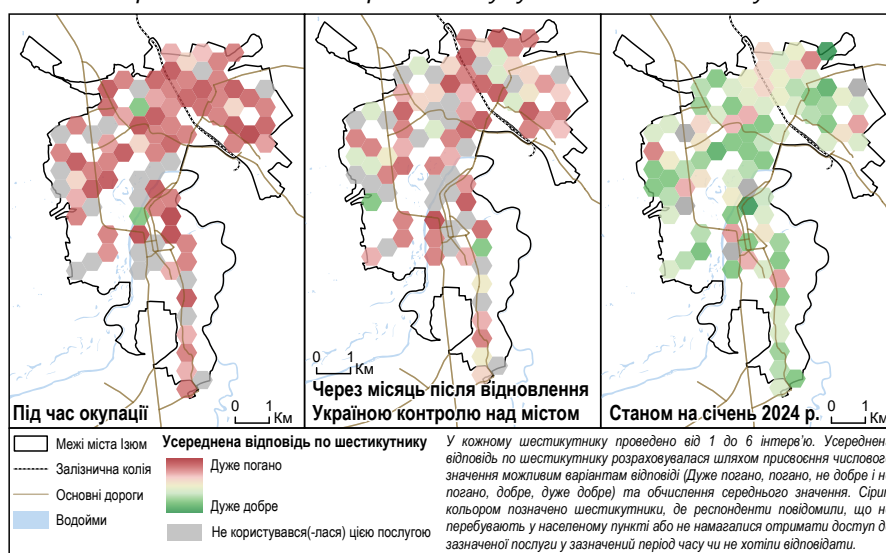 0 1
Км
Під час окупації
0 1
Км
Через місяць після відновлення
Україною контролю над містом
0 1
Км
Станом на січень 2024 р.
Межі міста Ізюм
Залізнична колія
Основні дороги
Водойми
Усереднена відповідь по шестикутнику
Дуже погано
Дуже добре
Не користувався(-лася) цією послугою
У кожному шестикутнику проведено від 1 до 6 інтерв'ю. Усереднен
відповідь по шестикутнику розраховувалася шляхом присвоєння числовог
значення можливим варіантам відповіді (Дуже погано, погано, не добре і н
погано, добре, дуже добре) та обчислення середнього значення. Сірим
кольором позначено шестикутники, де респонденти повідомили, що н
перебувають у населеному пункті або не намагалися отримати доступ д
зазначеної послуги у зазначений період часу чи не хотіли відповідати.